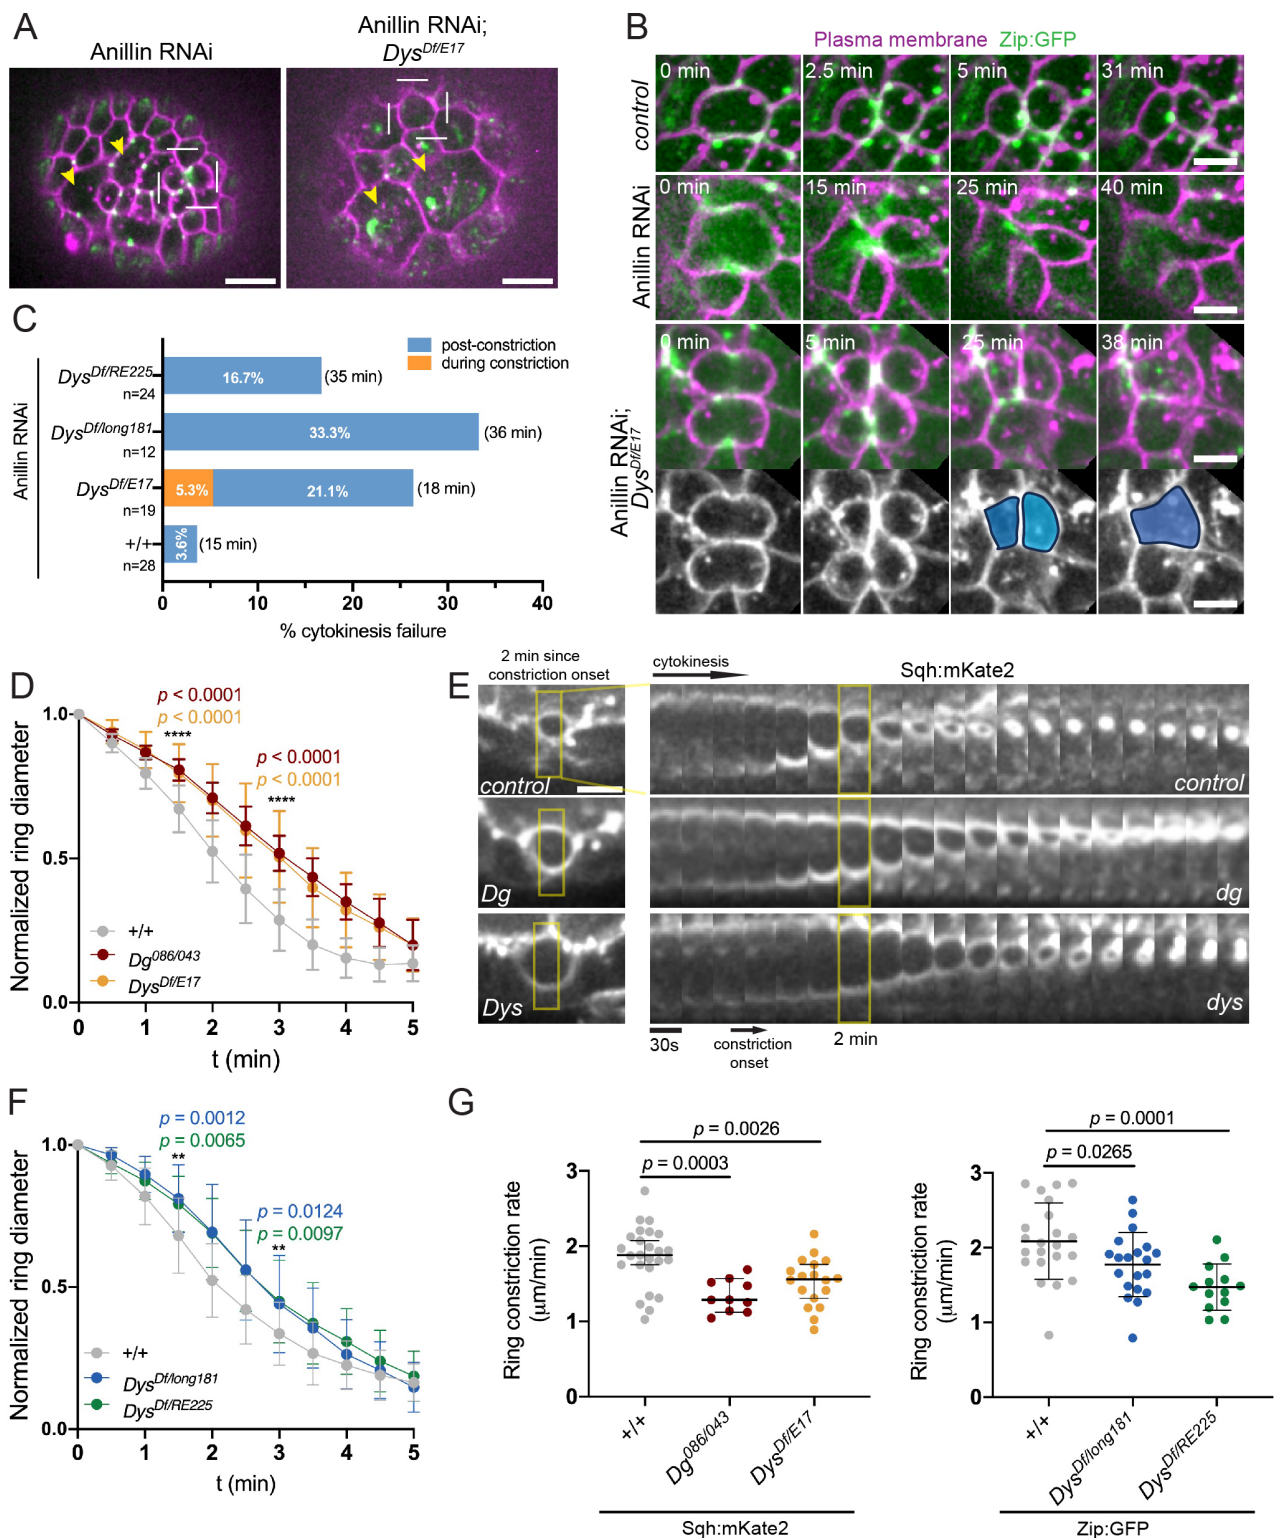 A
Anillin RNAi
Anillin RNAi;
Dys^Df/E17
B
Plasma membrane Zip:GFP
control
0 min
2.5 min
5 min
31 min
Anillin RNAi
0 min
15 min
25 min
40 min
Anillin RNAi;
Dys^Df/E17
0 min
5 min
25 min
38 min
C
post-constriction
during constriction
Anillin RNAi
Dys^Df/RE225
n=24
16.7%
(35 min)
Dys^Df/long181
n=12
33.3%
(36 min)
Dys^Df/E17
n=19
5.3%
21.1%
(18 min)
+/+
n=28
3.6%
(15 min)
0
10
20
30
40
% cytokinesis failure
D
p < 0.0001
p < 0.0001
****
p < 0.0001
p < 0.0001
****
Normalized ring diameter
1.0
0.5
0.0
+/+
Dg^086/043
Dys^Df/E17
0
1
2
3
4
5
t (min)
E
2 min since
constriction onset
cytokinesis
Sqh:mKate2
control
control
Dg
dg
Dys
dys
30s
constriction
onset
2 min
F
p = 0.0012
p = 0.0065
**
p = 0.0124
p = 0.0097
**
Normalized ring diameter
1.0
0.5
0.0
+/+
Dys^Df/long181
Dys^Df/RE225
0
1
2
3
4
5
t (min)
G
p = 0.0026
p = 0.0003
Ring constriction rate
(μm/min)
3
2
1
0
+/+
Dg^086/043
Dys^Df/E17
Sqh:mKate2
p = 0.0001
p = 0.0265
Ring constriction rate
(μm/min)
3
2
1
0
+/+
Dys^Df/long181
Dys^Df/RE225
Zip:GFP